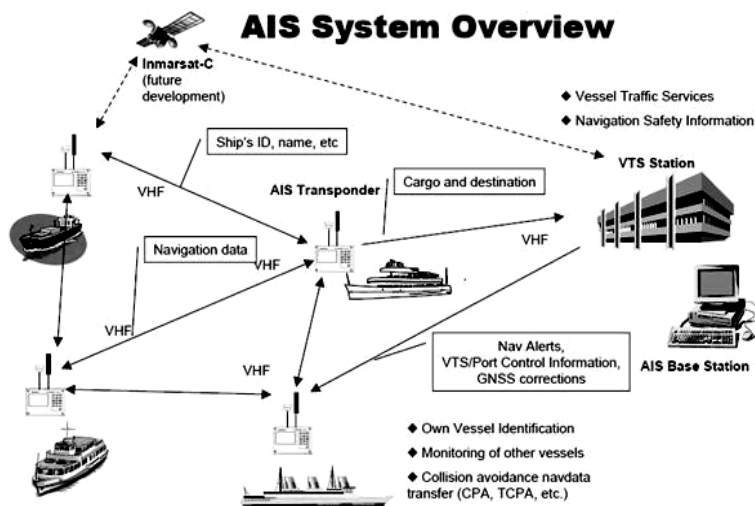 AIS System Overview
Inmarsat-C
(future
development)
◆ Vessel Traffic Services
◆ Navigation Safety Information
Ship's ID, name, etc
VTS Station
VHF
AIS Transponder
Cargo and destination
VHF
Navigation data
VHF
VHF
Nav Alerts,
VTS/Port Control Information,
GNSS corrections
AIS Base Station
VHF
◆ Own Vessel Identification
◆ Monitoring of other vessels
◆ Collision avoidance navdata
transfer (CPA, TCPA, etc.)